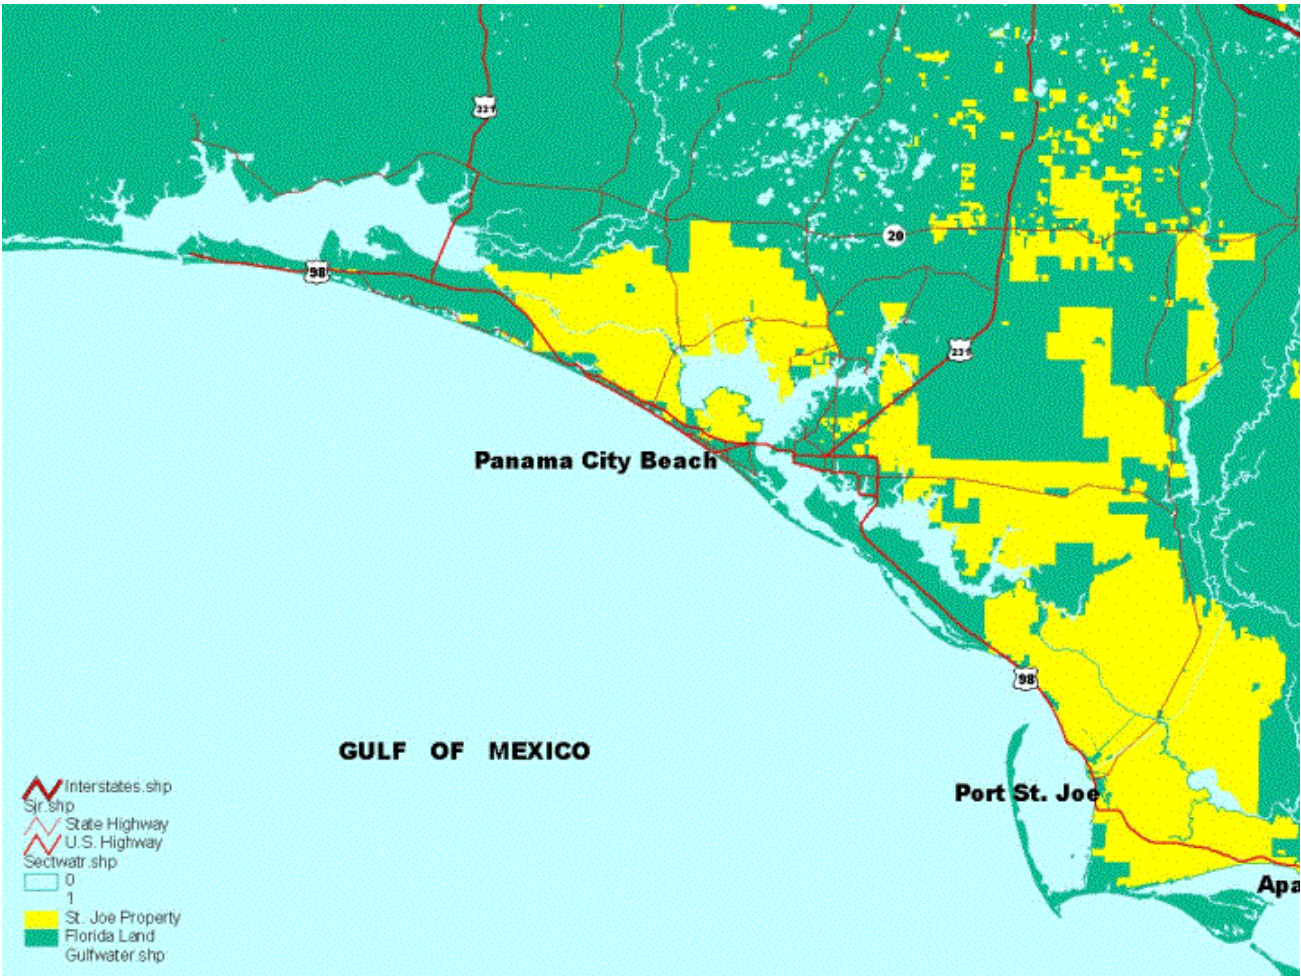 331
98
20
231
Panama City Beach
98
GULF OF MEXICO
Port St. Joe
Apa
Interstates.shp
Sjr.shp
State Highway
U.S. Highway
Sectwatr.shp
0
1
St. Joe Property
Florida Land
Gulfwater.shp